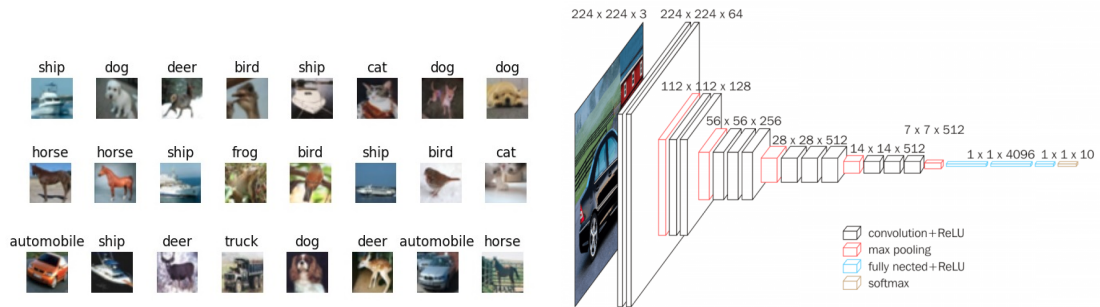 ship dog deer bird ship cat dog dog
horse horse ship frog bird ship bird cat
automobile ship deer truck dog deer automobile horse
224 x 224 x 3 224 x 224 x 64
112 x 112 x 128
56 x 56 x 256
28 x 28 x 512
7 x 7 x 512
14 x 14 x 512
1 x 1 x 4096 1 x 1 x 10
convolution+ReLU
max pooling
fully nected+ReLU
softmax